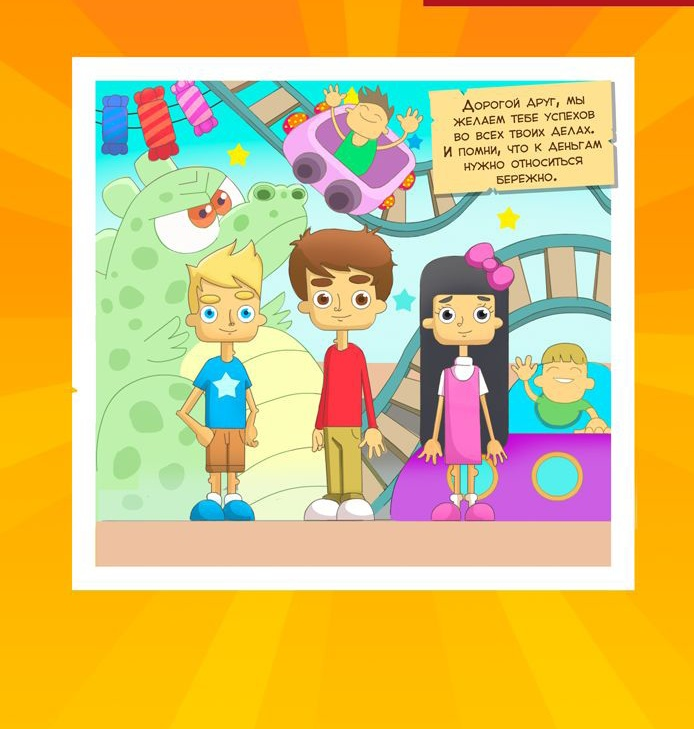 Дорогой друг, мы
желаем тебе успехов
во всех твоих делах.
И помни, что к деньгам
нужно относиться
бережно.